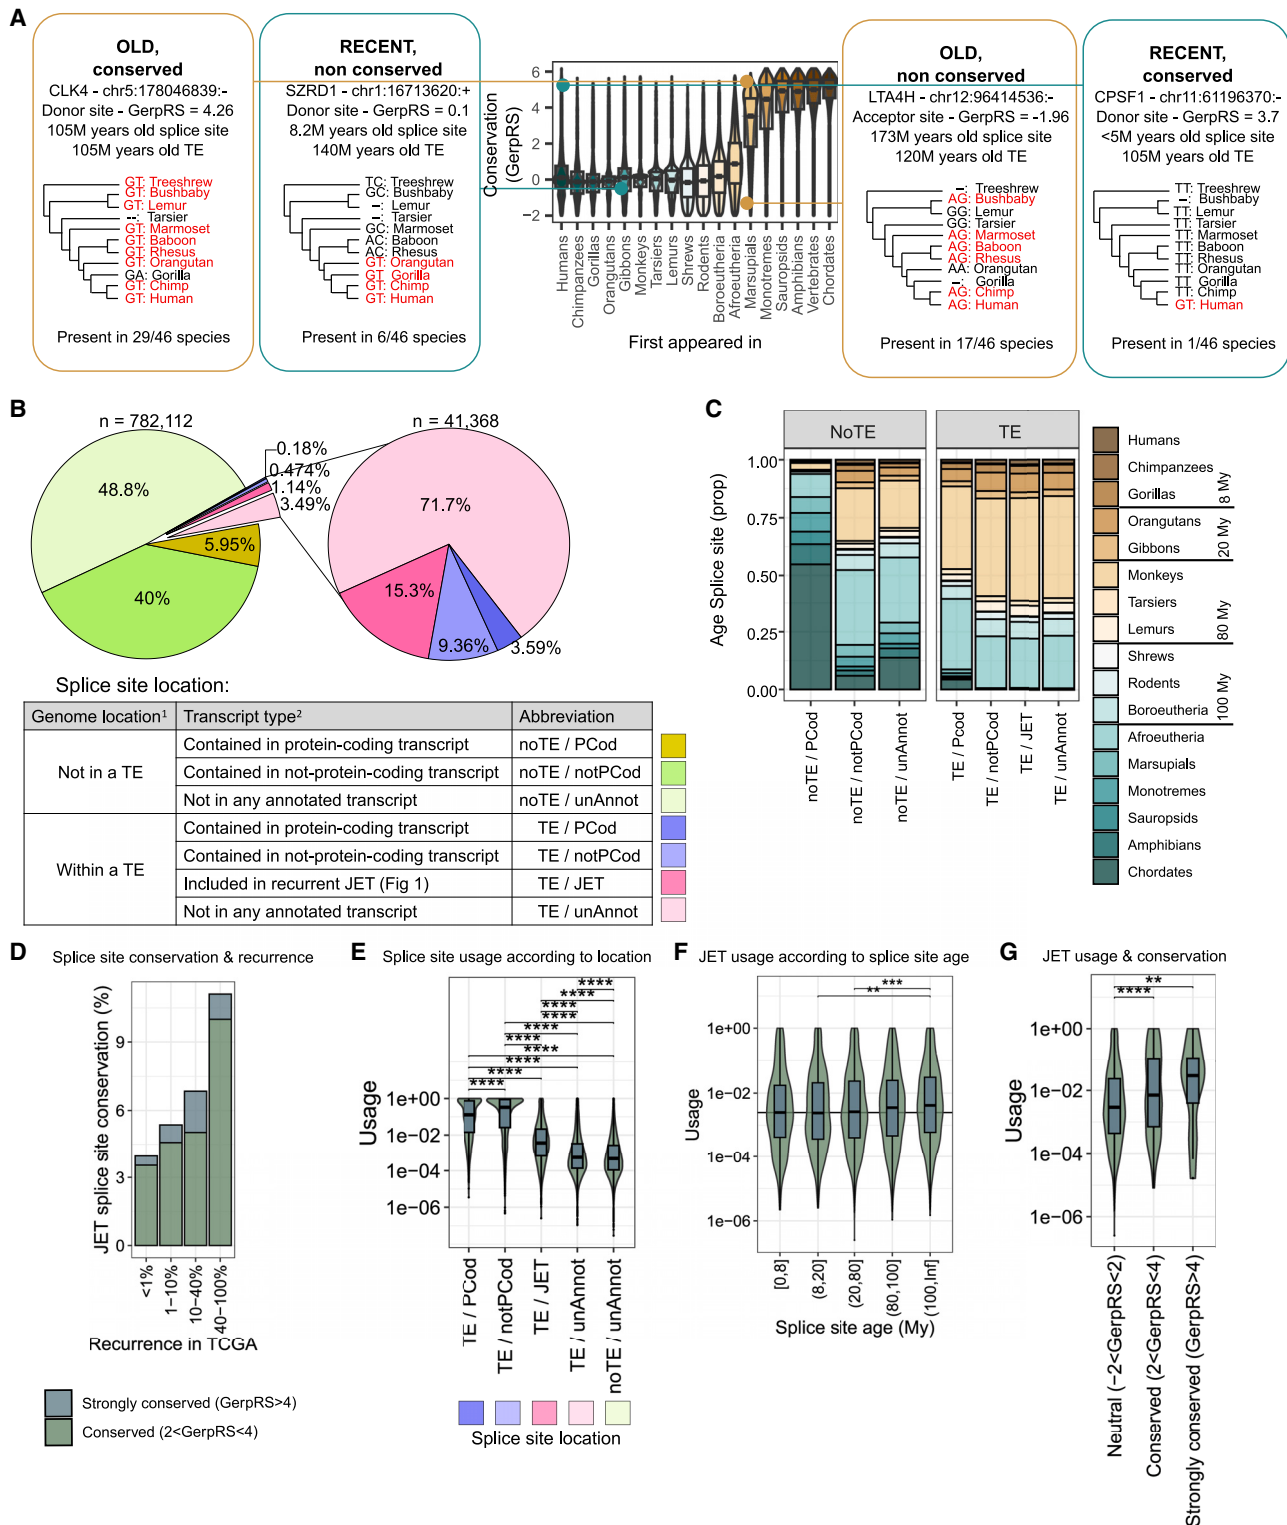 A
OLD,
conserved
CLK4 - chr5:178046839:-
Donor site - GerpRS = 4.26
105M years old splice site
105M years old TE
GT: Treeshrew
GT: Bushbaby
GT: Lemur
--: Tarsier
GT: Marmoset
GT: Baboon
GT: Rhesus
GT: Orangutan
GA: Gorilla
GT: Chimp
GT: Human
Present in 29/46 species
RECENT,
non conserved
SZRD1 - chr1:16713620:+
Donor site - GerpRS = 0.1
8.2M years old splice site
140M years old TE
TC: Treeshrew
GC: Bushbaby
--: Lemur
--: Tarsier
GC: Marmoset
AC: Baboon
AC: Rhesus
GT: Orangutan
GT: Gorilla
GT: Chimp
GT: Human
Present in 6/46 species
Conservation
(GerpRS)
6
4
2
0
−2
Humans
Chimpanzees
Gorillas
Orangutans
Gibbons
Monkeys
Tarsiers
Lemurs
Shrews
Rodents
Boroeutheria
Afroeutheria
Marsupials
Monotremes
Sauropsids
Amphibians
Vertebrates
Chordates
First appeared in
OLD,
non conserved
LTA4H - chr12:96414536:-
Acceptor site - GerpRS = -1.96
173M years old splice site
120M years old TE
--: Treeshrew
AG: Bushbaby
GG: Lemur
GG: Tarsier
AG: Marmoset
AG: Baboon
AG: Rhesus
AA: Orangutan
--: Gorilla
AG: Chimp
AG: Human
Present in 17/46 species
RECENT,
conserved
CPSF1 - chr11:61196370:-
Donor site - GerpRS = 3.7
<5M years old splice site
105M years old TE
TT: Treeshrew
--: Bushbaby
TT: Lemur
TT: Tarsier
TT: Marmoset
TT: Baboon
TT: Rhesus
TT: Orangutan
TT: Gorilla
TT: Chimp
GT: Human
Present in 1/46 species
B
n = 782,112
48.8%
0.18%
0.474%
1.14%
3.49%
5.95%
40%
n = 41,368
71.7%
15.3%
9.36%
3.59%
Splice site location:
Genome location1 Transcript type2 Abbreviation
Not in a TE
Contained in protein-coding transcript noTE / PCod
Contained in not-protein-coding transcript noTE / notPCod
Not in any annotated transcript noTE / unAnnot
Within a TE
Contained in protein-coding transcript TE / PCod
Contained in not-protein-coding transcript TE / notPCod
Included in recurrent JET (Fig 1) TE / JET
Not in any annotated transcript TE / unAnnot
C
NoTE
TE
Age Splice site (prop)
1.00
0.75
0.50
0.25
0.00
noTE / PCod
noTE / notPCod
noTE / unAnnot
TE / Pcod
TE / notPCod
TE / JET
TE / unAnnot
Humans
Chimpanzees
Gorillas
Orangutans
Gibbons
Monkeys
Tarsiers
Lemurs
Shrews
Rodents
Boroeutheria
Afroeutheria
Marsupials
Monotremes
Sauropsids
Amphibians
Chordates
8 My
20 My
80 My
100 My
D
Splice site conservation & recurrence
JET splice site conservation (%)
9
6
3
0
<1%
1−10%
10−40%
40−100%
Recurrence in TCGA
Strongly conserved (GerpRS>4)
Conserved (2<GerpRS<4)
E
Splice site usage according to location
****
****
****
****
****
****
****
****
****
****
Usage
1e+00
1e−02
1e−04
1e−06
TE / PCod
TE / notPCod
TE / JET
TE / unAnnot
noTE / unAnnot
Splice site location
F
JET usage according to splice site age
***
**
Usage
1e+00
1e−02
1e−04
1e−06
[0,8]
(8,20]
(20,80]
(80,100]
(100,Inf]
Splice site age (My)
G
JET usage & conservation
**
****
Usage
1e+00
1e−02
1e−04
1e−06
Neutral (−2<GerpRS<2)
Conserved (2<GerpRS<4)
Strongly conserved (GerpRS>4)